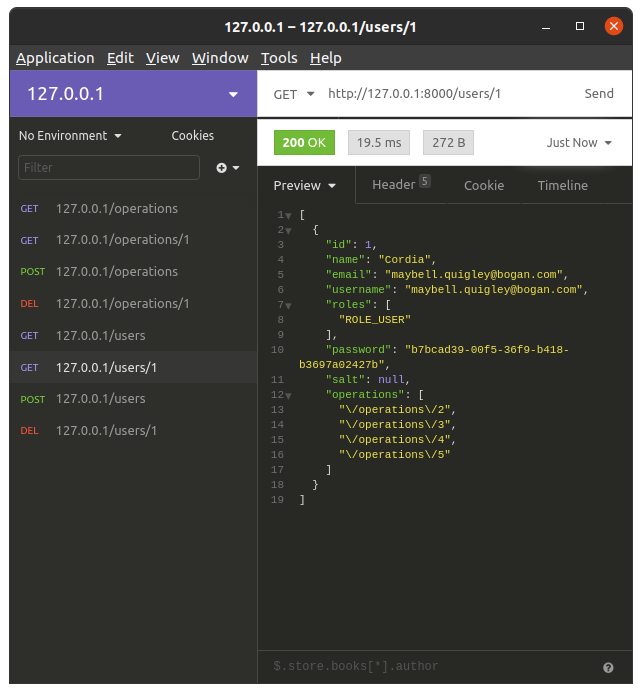 127.0.0.1 – 127.0.0.1/users/1
Application Edit View Window Tools Help
127.0.0.1
GET http://127.0.0.1:8000/users/1 Send
200 OK 19.5 ms 272 B Just Now
No Environment Cookies
Filter
Preview Header 5 Cookie Timeline
GET 127.0.0.1/operations
GET 127.0.0.1/operations/1
POST 127.0.0.1/operations
DEL 127.0.0.1/operations/1
GET 127.0.0.1/users
GET 127.0.0.1/users/1
POST 127.0.0.1/users
DEL 127.0.0.1/users/1
1 [
2 {
3 "id": 1,
4 "name": "Cordia",
5 "email": "maybell.quigley@bogan.com",
6 "username": "maybell.quigley@bogan.com",
7 "roles": [
8 "ROLE_USER"
9 ],
10 "password": "b7bcad39-00f5-36f9-b418-
b3697a02427b",
11 "salt": null,
12 "operations": [
13 "\/operations\/2",
14 "\/operations\/3",
15 "\/operations\/4",
16 "\/operations\/5"
17 ]
18 }
19 ]
$.store.books[*].author